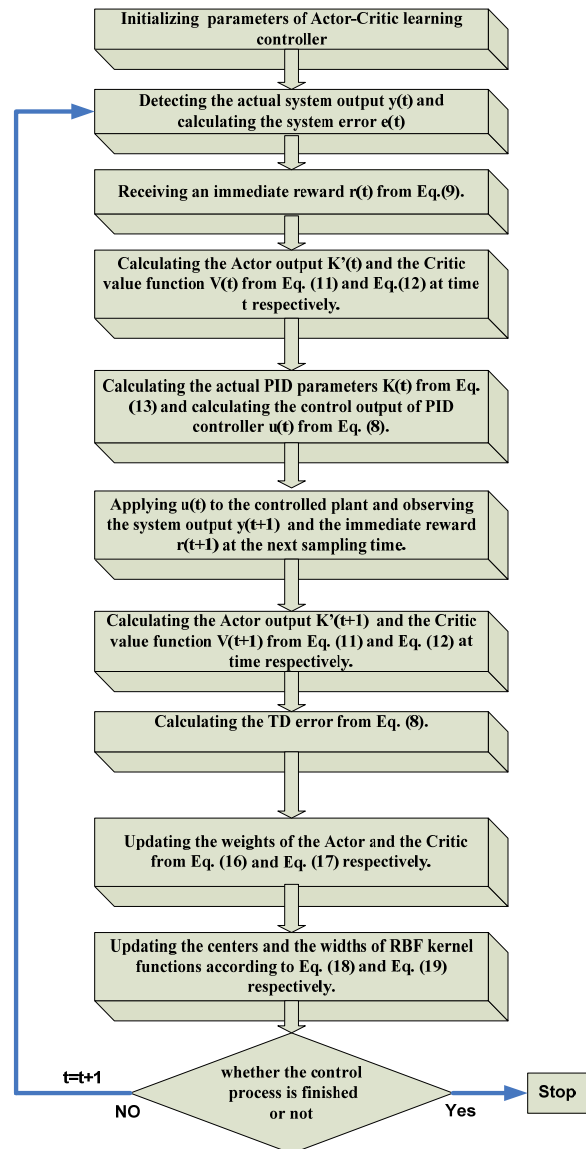 Initializing parameters of Actor-Critic learning
controller
Detecting the actual system output y(t) and
calculating the system error e(t)
Receiving an immediate reward r(t) from Eq.(9).
Calculating the Actor output K’(t) and the Critic
value function V(t) from Eq. (11) and Eq.(12) at time
t respectively.
Calculating the actual PID parameters K(t) from Eq.
(13) and calculating the control output of PID
controller u(t) from Eq. (8).
Applying u(t) to the controlled plant and observing
the system output y(t+1) and the immediate reward
r(t+1) at the next sampling time.
Calculating the Actor output K’(t+1) and the Critic
value function V(t+1) from Eq. (11) and Eq. (12) at
time respectively.
Calculating the TD error from Eq. (8).
Updating the weights of the Actor and the Critic
from Eq. (16) and Eq. (17) respectively.
Updating the centers and the widths of RBF kernel
functions according to Eq. (18) and Eq. (19)
respectively.
whether the control
process is finished
or not
t=t+1
NO
Yes
Stop